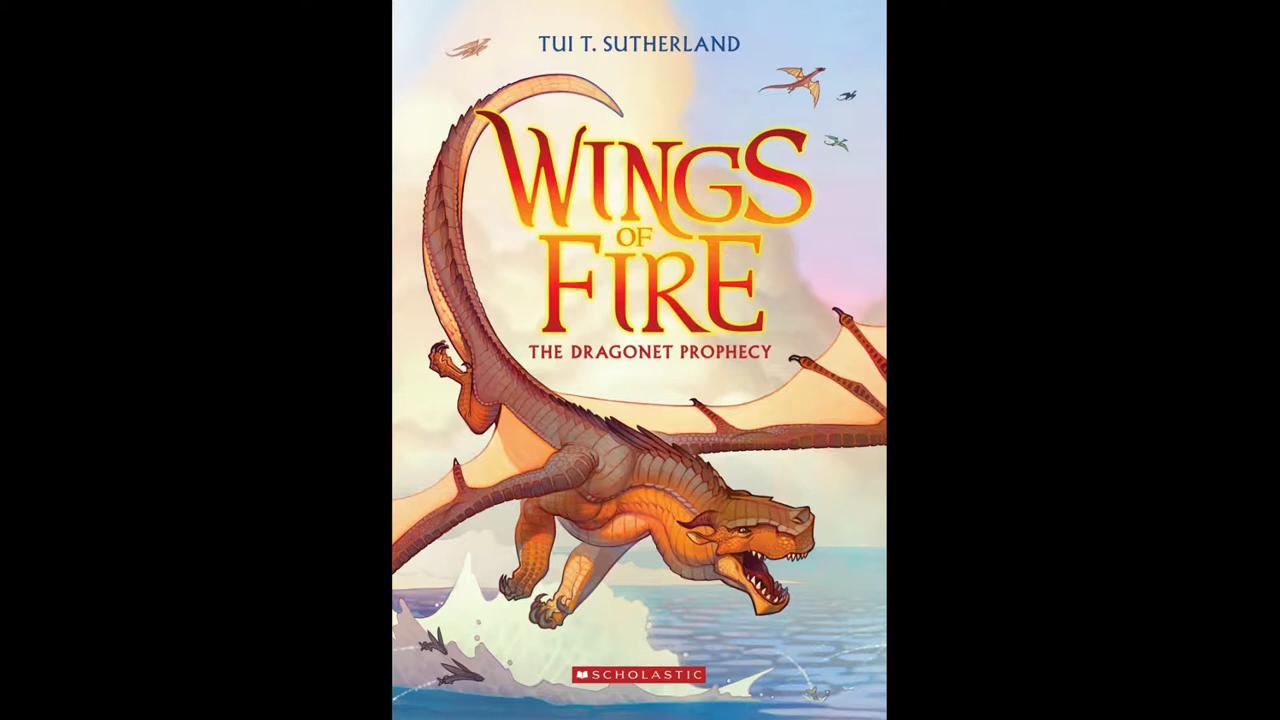 TUI T. SUTHERLAND
WINGS
OF
FIRE
THE DRAGONET PROPHECY
SCHOLASTIC